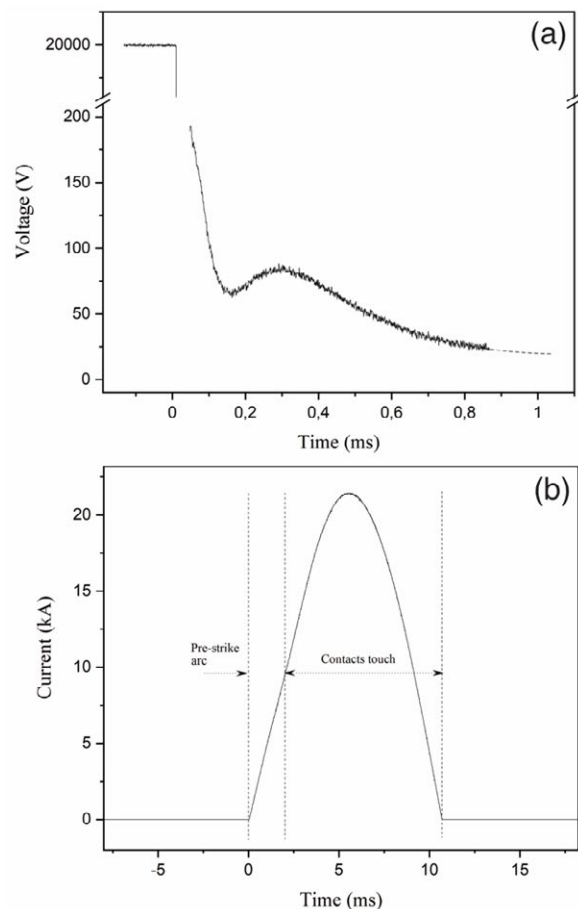 (a)
20000
200
150
100
50
0
Voltage (V)
0 0,2 0,4 0,6 0,8 1
Time (ms)
(b)
20
15
10
5
0
Current (kA)
Pre-strike
arc
Contacts touch
-5 0 5 10 15
Time (ms)